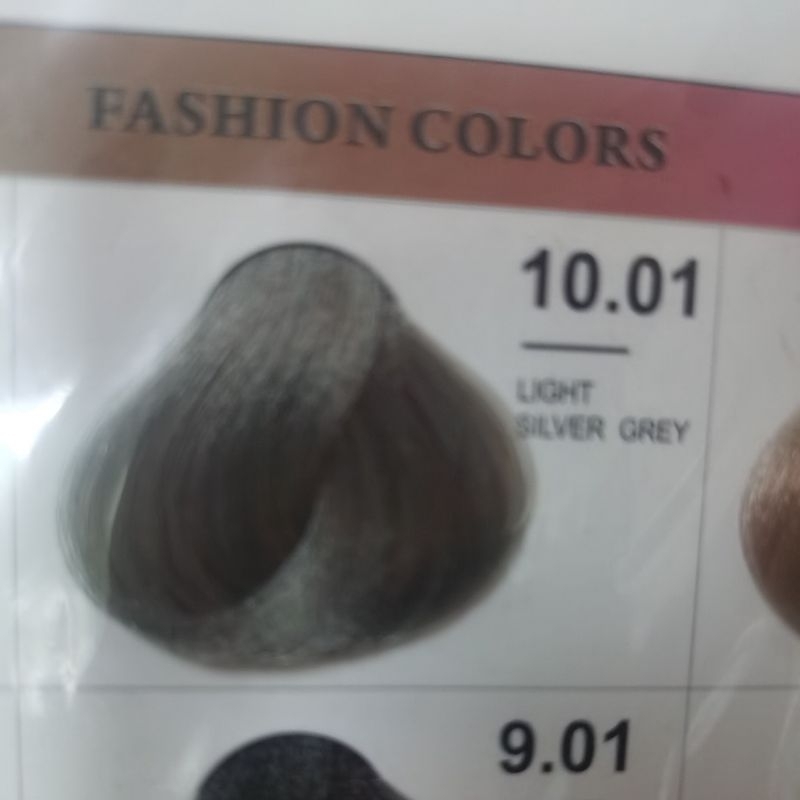 FASHION COLORS
10.01
LIGHT
SILVER GREY
9.01